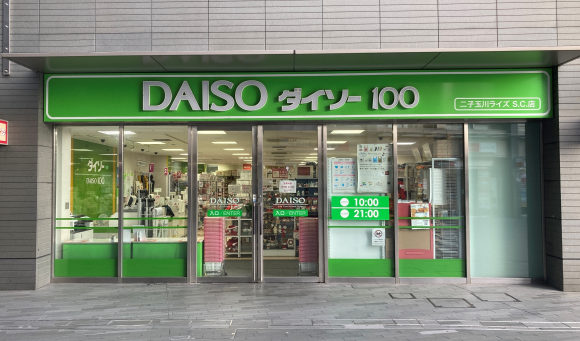 DAISO ダイソー 100
二子玉川ライズ S.C.店
ダイソー
DAISO 100
DAISO
入口 ENTER
DAISO
入口 ENTER
10:00
21:00